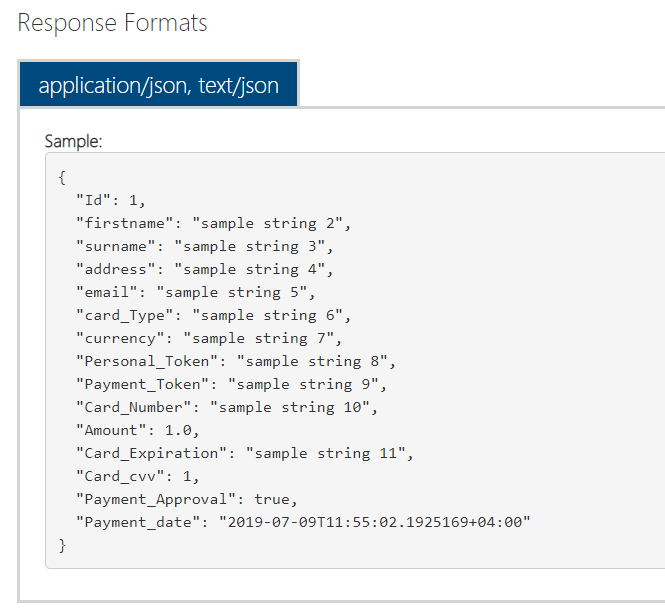 Response Formats
application/json, text/json
Sample:
{
  "Id": 1,
  "firstname": "sample string 2",
  "surname": "sample string 3",
  "address": "sample string 4",
  "email": "sample string 5",
  "card_Type": "sample string 6",
  "currency": "sample string 7",
  "Personal_Token": "sample string 8",
  "Payment_Token": "sample string 9",
  "Card_Number": "sample string 10",
  "Amount": 1.0,
  "Card_Expiration": "sample string 11",
  "Card_cvv": 1,
  "Payment_Approval": true,
  "Payment_date": "2019-07-09T11:55:02.1925169+04:00"
}